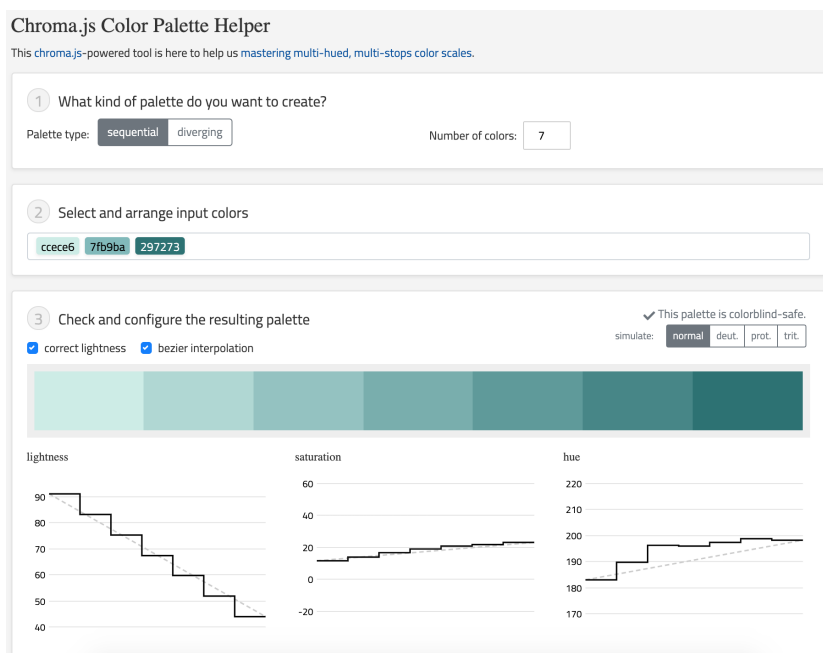 Chroma.js Color Palette Helper
This chroma.js-powered tool is here to help us mastering multi-hued, multi-stops color scales.
1 What kind of palette do you want to create?
Palette type: sequential diverging Number of colors: 7
2 Select and arrange input colors
ccece6 7fb9ba 297273
3 Check and configure the resulting palette
This palette is colorblind-safe.
simulate: normal deut. prot. trit.
correct lightness bezier interpolation
lightness
90
80
70
60
50
40
saturation
60
40
20
0
-20
hue
220
210
200
190
180
170